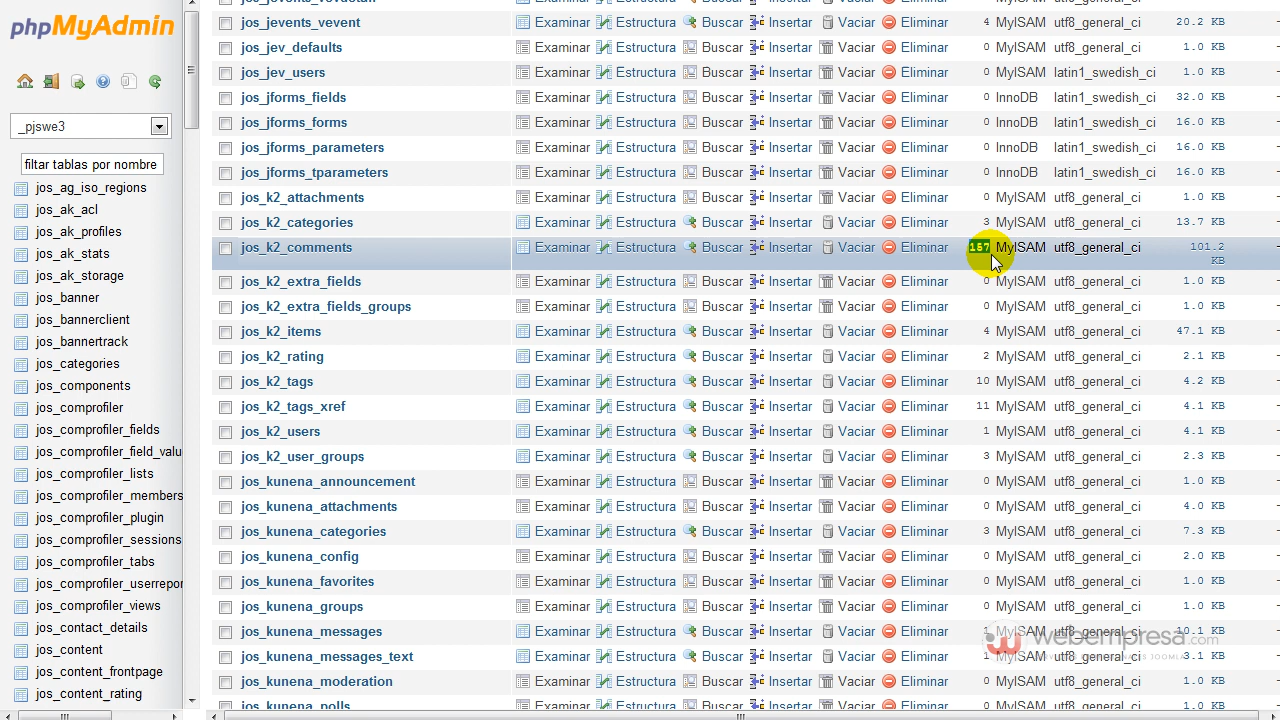 phpMyAdmin
_pjswe3
filtar tablas por nombre
jos_ag_iso_regions
jos_ak_acl
jos_ak_profiles
jos_ak_stats
jos_ak_storage
jos_banner
jos_bannerclient
jos_bannertrack
jos_categories
jos_components
jos_comprofiler
jos_comprofiler_fields
jos_comprofiler_field_valu
jos_comprofiler_lists
jos_comprofiler_members
jos_comprofiler_plugin
jos_comprofiler_sessions
jos_comprofiler_tabs
jos_comprofiler_userrepor
jos_comprofiler_views
jos_contact_details
jos_content
jos_content_frontpage
jos_content_rating
jos_jevents_vevent Examinar Estructura Buscar Insertar Vaciar Eliminar 4 MyISAM utf8_general_ci 2.2 KB
jos_jev_defaults Examinar Estructura Buscar Insertar Vaciar Eliminar 0 MyISAM utf8_general_ci 1.0 KB
jos_jev_users Examinar Estructura Buscar Insertar Vaciar Eliminar 0 MyISAM latin1_swedish_ci 1.0 KB
jos_jforms_fields Examinar Estructura Buscar Insertar Vaciar Eliminar 0 InnoDB latin1_swedish_ci 32.0 KB
jos_jforms_forms Examinar Estructura Buscar Insertar Vaciar Eliminar 0 InnoDB latin1_swedish_ci 16.0 KB
jos_jforms_parameters Examinar Estructura Buscar Insertar Vaciar Eliminar 0 InnoDB latin1_swedish_ci 16.0 KB
jos_jforms_tparameters Examinar Estructura Buscar Insertar Vaciar Eliminar 0 InnoDB latin1_swedish_ci 16.0 KB
jos_k2_attachments Examinar Estructura Buscar Insertar Vaciar Eliminar 0 MyISAM utf8_general_ci 1.0 KB
jos_k2_categories Examinar Estructura Buscar Insertar Vaciar Eliminar 3 MyISAM utf8_general_ci 13.7 KB
jos_k2_comments Examinar Estructura Buscar Insertar Vaciar Eliminar 157 MyISAM utf8_general_ci 101.2
KB
jos_k2_extra_fields Examinar Estructura Buscar Insertar Vaciar Eliminar 0 MyISAM utf8_general_ci 1.0 KB
jos_k2_extra_fields_groups Examinar Estructura Buscar Insertar Vaciar Eliminar 0 MyISAM utf8_general_ci 1.0 KB
jos_k2_items Examinar Estructura Buscar Insertar Vaciar Eliminar 4 MyISAM utf8_general_ci 47.1 KB
jos_k2_rating Examinar Estructura Buscar Insertar Vaciar Eliminar 2 MyISAM utf8_general_ci 2.1 KB
jos_k2_tags Examinar Estructura Buscar Insertar Vaciar Eliminar 10 MyISAM utf8_general_ci 4.2 KB
jos_k2_tags_xref Examinar Estructura Buscar Insertar Vaciar Eliminar 11 MyISAM utf8_general_ci 4.1 KB
jos_k2_users Examinar Estructura Buscar Insertar Vaciar Eliminar 1 MyISAM utf8_general_ci 3.1 KB
jos_k2_user_groups Examinar Estructura Buscar Insertar Vaciar Eliminar 3 MyISAM utf8_general_ci 2.3 KB
jos_kunena_announcement Examinar Estructura Buscar Insertar Vaciar Eliminar 0 MyISAM utf8_general_ci 1.0 KB
jos_kunena_attachments Examinar Estructura Buscar Insertar Vaciar Eliminar 0 MyISAM utf8_general_ci 4.0 KB
jos_kunena_categories Examinar Estructura Buscar Insertar Vaciar Eliminar 3 MyISAM utf8_general_ci 7.3 KB
jos_kunena_config Examinar Estructura Buscar Insertar Vaciar Eliminar 0 MyISAM utf8_general_ci 1.0 KB
jos_kunena_favorites Examinar Estructura Buscar Insertar Vaciar Eliminar 0 MyISAM utf8_general_ci 1.0 KB
jos_kunena_groups Examinar Estructura Buscar Insertar Vaciar Eliminar 0 MyISAM utf8_general_ci 1.0 KB
jos_kunena_messages Examinar Estructura Buscar Insertar Vaciar Eliminar 1 MyISAM utf8_general_ci 10.1 KB
webempresa.com
jos_kunena_messages_text Examinar Estructura Buscar Insertar Vaciar Eliminar 1 MyISAM utf8_general_ci 3.1 KB
jos_kunena_moderation Examinar Estructura Buscar Insertar Vaciar Eliminar 0 MyISAM utf8_general_ci 1.0 KB
jos_kunena_polls